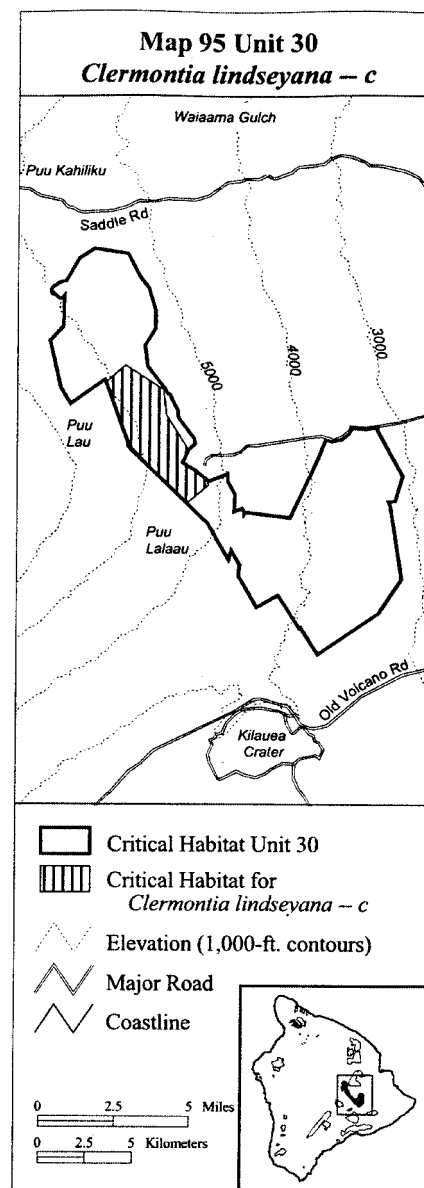 Map 95 Unit 30
Clermontia lindseyana – c
Waiaama Gulch
Puu Kahiliku
Saddle Rd
5000
4000
3000
Puu
Lau
Puu
Lalaau
Old Volcano Rd
Kilauea
Crater
Critical Habitat Unit 30
Critical Habitat for
Clermontia lindseyana – c
Elevation (1,000-ft. contours)
Major Road
Coastline
0 2.5 5 Miles
0 2.5 5 Kilometers